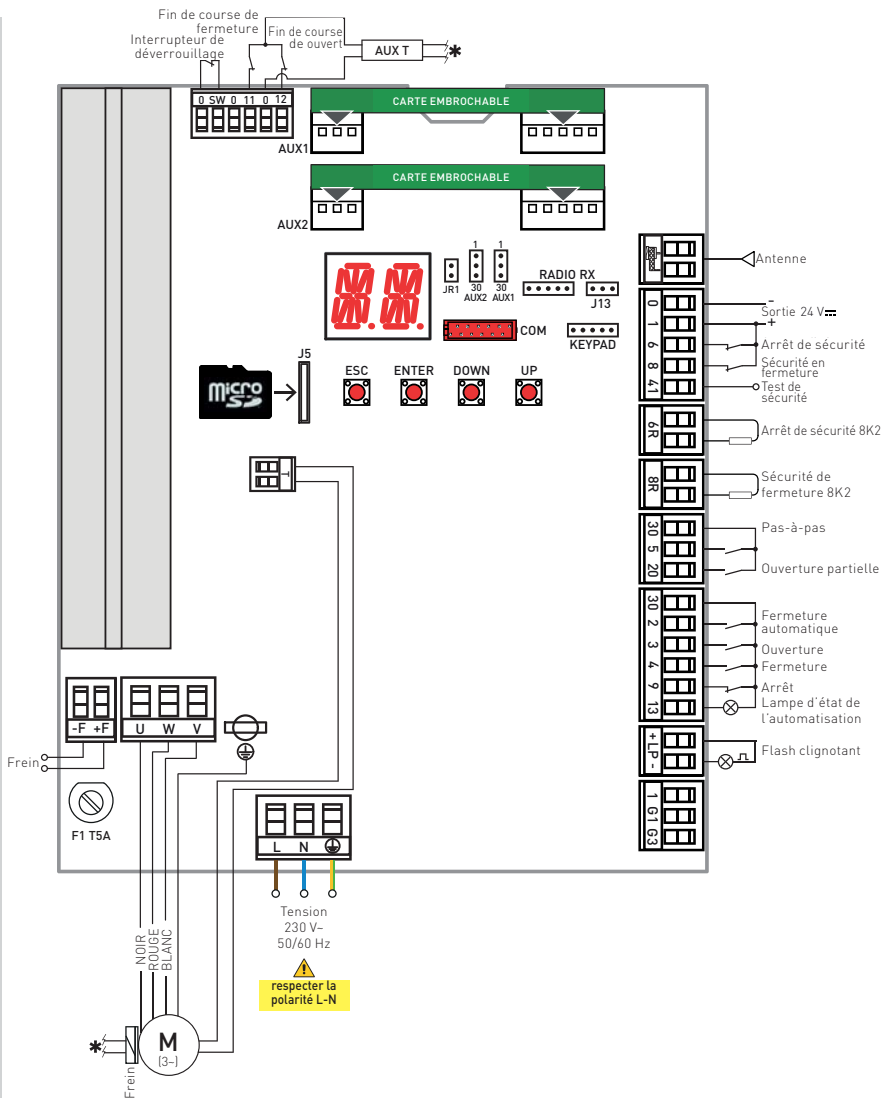 Fin de course de
fermeture
Fin de course
de ouvert
Interrupteur de
déverrouillage
AUX T
*
0 SW 0 11 0 12
CARTE EMBROCHABLE
AUX1
CARTE EMBROCHABLE
AUX2
Antenne
1
1
JR1
30
AUX2
30
AUX1
RADIO RX
J13
COM
KEYPAD
0
1
6
8
41
-
Sortie 24 V
+
Arrêt de sécurité
Sécurité en
fermeture
Test de
sécurité
micro
SD
J5
ESC
ENTER
DOWN
UP
6R
Arrêt de sécurité 8K2
8R
Sécurité de
fermeture 8K2
T
30
5
20
Pas-à-pas
Ouverture partielle
30
2
3
4
9
13
Fermeture
automatique
Ouverture
Fermeture
Arrêt
Lampe d'état de
l'automatisation
-F +F
U W V
Frein
+ LP -
Flash clignotant
F1 T5A
1
G1
G3
L N
Tension
230 V~
50/60 Hz
respecter la
polarité L-N
NOIR
ROUGE
BLANC
*
M
(3~)
Frein